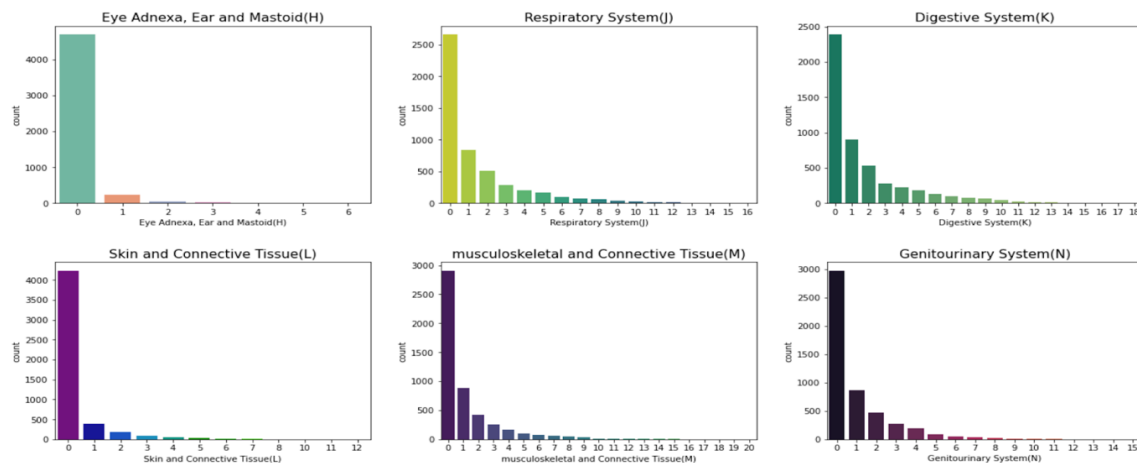 Eye Adnexa, Ear and Mastoid(H)
count
4000
3000
2000
1000
0
0 1 2 3 4 5 6
Eye Adnexa, Ear and Mastoid(H)
Respiratory System(J)
count
2500
2000
1500
1000
500
0
0 1 2 3 4 5 6 7 8 9 10 11 12 13 14 15 16
Respiratory System(J)
Digestive System(K)
count
2500
2000
1500
1000
500
0
0 1 2 3 4 5 6 7 8 9 10 11 12 13 14 15 16 17 18
Digestive System(K)
Skin and Connective Tissue(L)
count
4000
3500
3000
2500
2000
1500
1000
500
0
0 1 2 3 4 5 6 7 8 9 10 11 12
Skin and Connective Tissue(L)
musculoskeletal and Connective Tissue(M)
count
3000
2500
2000
1500
1000
500
0
0 1 2 3 4 5 6 7 8 9 10 11 12 13 14 15 16 17 19 20
musculoskeletal and Connective Tissue(M)
Genitourinary System(N)
count
3000
2500
2000
1500
1000
500
0
0 1 2 3 4 5 6 7 8 9 10 11 12 13 14 15
Genitourinary System(N)